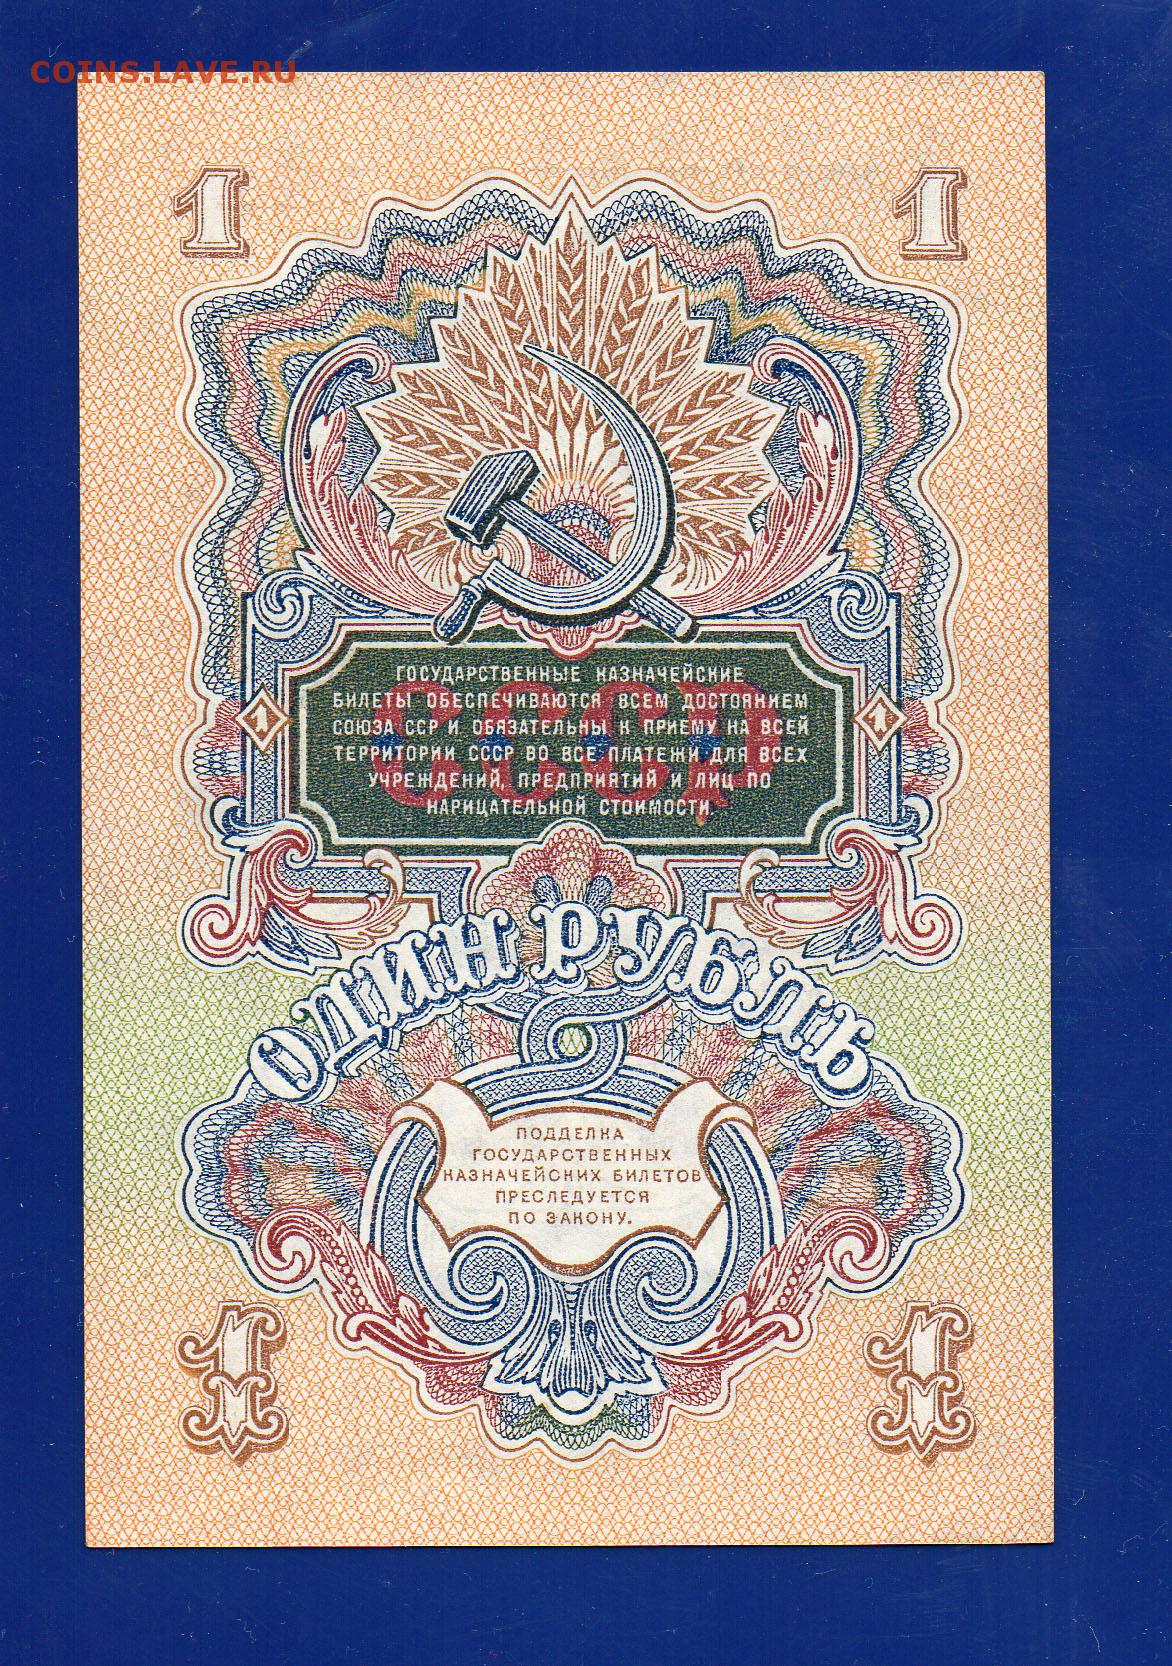 COINS.LAVE.RU
1 1
ГОСУДАРСТВЕННЫЕ КАЗНАЧЕЙСКИЕ
БИЛЕТЫ ОБЕСПЕЧИВАЮТСЯ ВСЕМ ДОСТОЯНИЕМ
СОЮЗА ССР И ОБЯЗАТЕЛЬНЫ К ПРИЕМУ НА ВСЕЙ
1 1
ТЕРРИТОРИИ СССР ВО ВСЕ ПЛАТЕЖИ ДЛЯ ВСЕХ
УЧРЕЖДЕНИЙ, ПРЕДПРИЯТИЙ И ЛИЦ ПО
НАРИЦАТЕЛЬНОЙ СТОИМОСТИ
СССР
ОДИН РУБЛЬ
ПОДДЕЛКА
ГОСУДАРСТВЕННЫХ
КАЗНАЧЕЙСКИХ БИЛЕТОВ
ПРЕСЛЕДУЕТСЯ
ПО ЗАКОНУ.
1 1